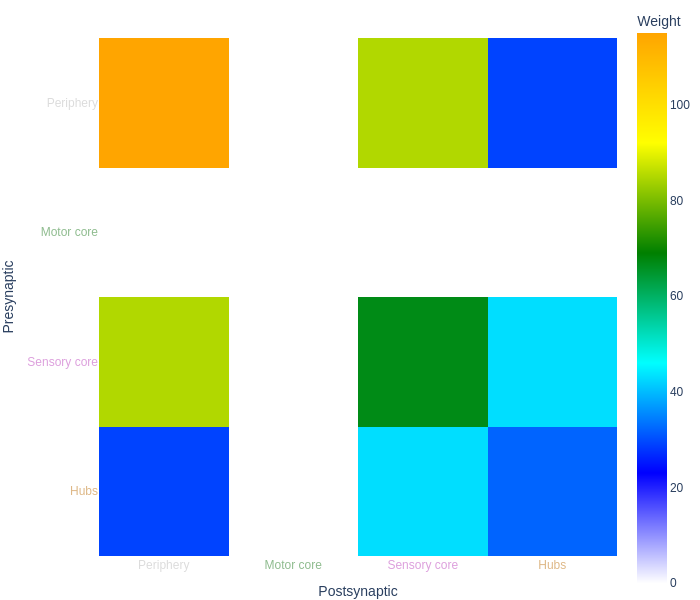 Weight
Periphery
Motor core
Sensory core
Hubs
Presynaptic
Periphery
Motor core
Sensory core
Hubs
Postsynaptic
100
80
60
40
20
0